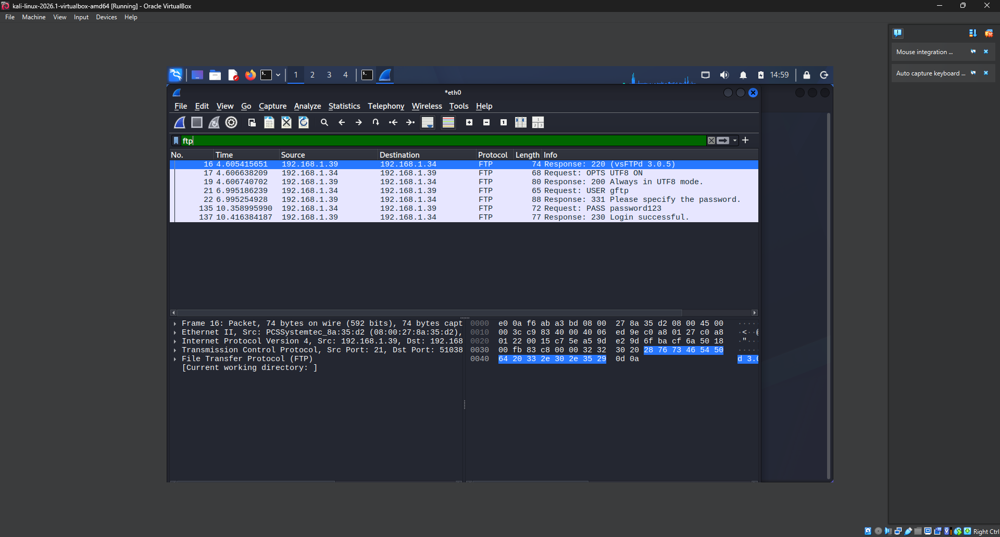 kali-linux-2026.1-virtualbox-amd64 [Running] - Oracle VirtualBox
File Machine View Input Devices Help
Mouse integration ...
Auto capture keyboard ...
1 2 3 4 14:59
*eth0
File Edit View Go Capture Analyze Statistics Telephony Wireless Tools Help
ftp
No. Time Source Destination Protocol Length Info
16 4.605415651 192.168.1.39 192.168.1.34 FTP 74 Response: 220 (vsFTPd 3.0.5)
17 4.606638209 192.168.1.34 192.168.1.39 FTP 68 Request: OPTS UTF8 ON
19 4.606740702 192.168.1.39 192.168.1.34 FTP 80 Response: 200 Always in UTF8 mode.
21 6.995186239 192.168.1.34 192.168.1.39 FTP 65 Request: USER gftp
22 6.995254928 192.168.1.39 192.168.1.34 FTP 88 Response: 331 Please specify the password.
135 10.358995990 192.168.1.34 192.168.1.39 FTP 72 Request: PASS password123
137 10.416384187 192.168.1.39 192.168.1.34 FTP 77 Response: 230 Login successful.
Frame 16: Packet, 74 bytes on wire (592 bits), 74 bytes capt
Ethernet II, Src: PCSSystemtec_8a:35:d2 (08:00:27:8a:35:d2),
Internet Protocol Version 4, Src: 192.168.1.39, Dst: 192.168
Transmission Control Protocol, Src Port: 21, Dst Port: 51038
File Transfer Protocol (FTP)
[Current working directory: ]
0000 e0 0a f6 ab a3 bd 08 00 27 8a 35 d2 08 00 45 00 ·····
0010 00 3c c9 83 40 00 40 06 ed 9e c0 a8 01 27 c0 a8 ·<··@
0020 01 22 00 15 c7 5e a5 9d e2 9d 6f ba cf 6a 50 18 ·"···
0030 00 fb 83 c8 00 00 32 32 30 20 28 76 73 46 54 50 ·····
0040 64 20 33 2e 30 2e 35 29 0d 0a d 3.0
Right Ctrl